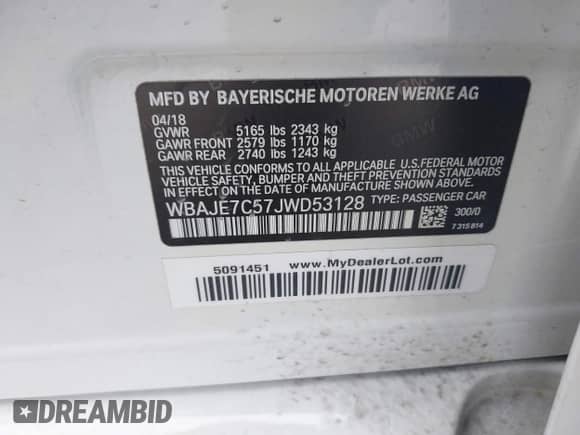 MFD BY BAYERISCHE MOTOREN WERKE AG
04/18
GVWR 5165 lbs 2343 kg
GAWR FRONT 2579 lbs 1170 kg
GAWR REAR 2740 lbs 1243 kg
THIS VEHICLE CONFORMS TO ALL APPLICABLE U.S.FEDERAL MOTOR
VEHICLE SAFETY, BUMPER, AND THEFT PREVENTION STANDARDS
IN EFFECT ON THE DATE OF MANUFACTURE SHOWN ABOVE.
WBAJE7C57JWD53128 TYPE: PASSENGER CAR
300/0
7315814
5091451 www.MyDealerLot.com
DREAMBID